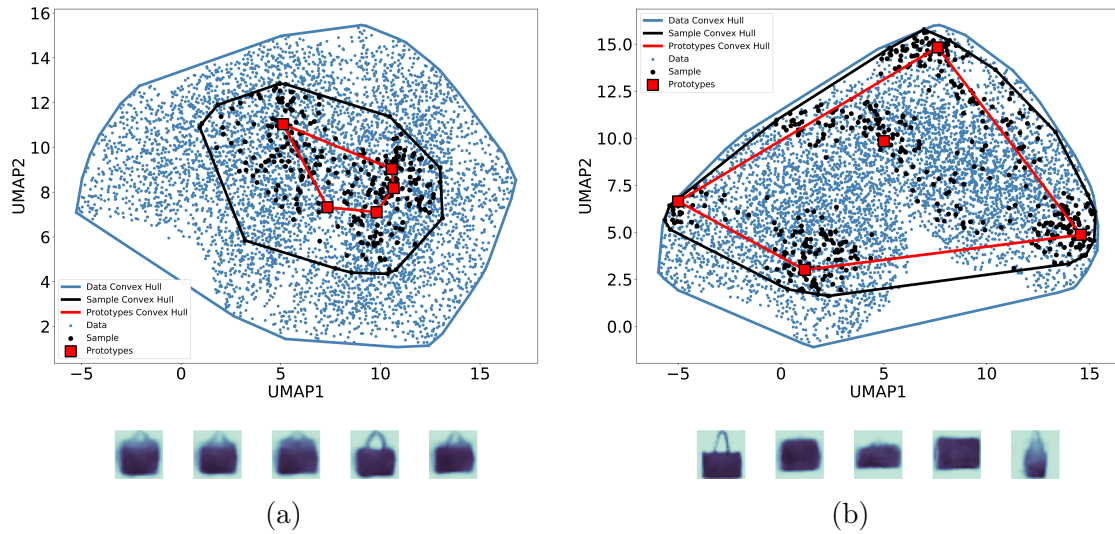 16
14
12
10
8
6
4
2
UMAP2
Data Convex Hull
Sample Convex Hull
Prototypes Convex Hull
Data
Sample
Prototypes
−5
0
5
10
15
UMAP1
(a)
15.0
12.5
10.0
7.5
5.0
2.5
0.0
UMAP2
Data Convex Hull
Sample Convex Hull
Prototypes Convex Hull
Data
Sample
Prototypes
−5
0
5
10
15
UMAP1
(b)